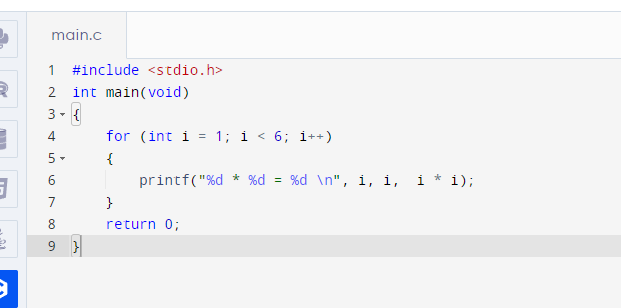 main.c
1 #include <stdio.h>
2 int main(void)
3 {
4     for (int i = 1; i < 6; i++)
5     {
6         printf("%d * %d = %d \n", i, i,  i * i);
7     }
8     return 0;
9 }